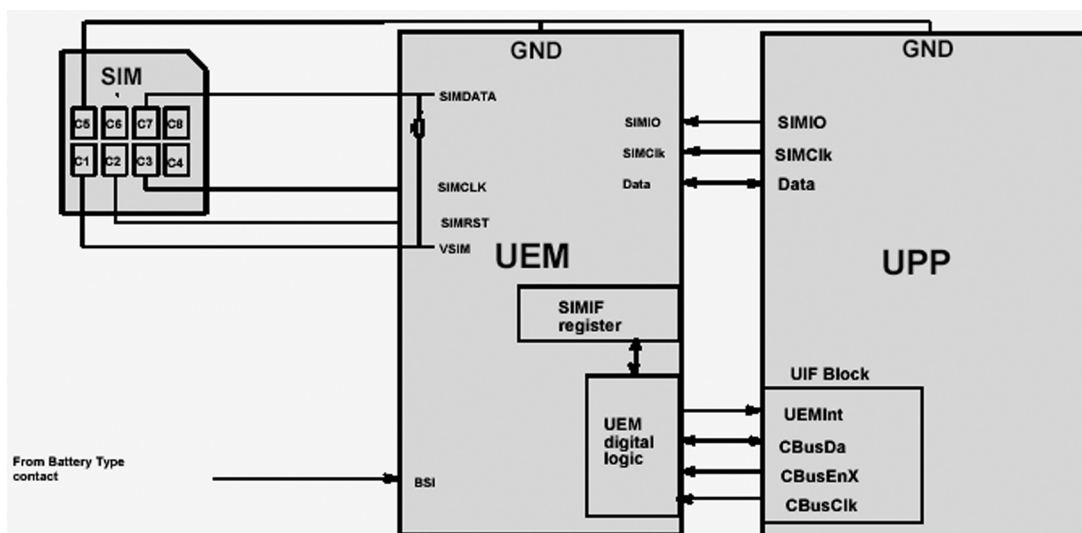 GND
GND
SIM
SIMDATA
C5 C6 C7 C8
SIMIO
SIMIO
C1 C2 C3 C4
SIMClk
SIMClk
SIMCLK
Data
Data
SIMRST
VSIM
UEM
UPP
SIMIF
register
UIF Block
UEM
digital
logic
UEMInt
CBusDa
CBusEnX
CBusClk
From Battery Type
contact
BSI